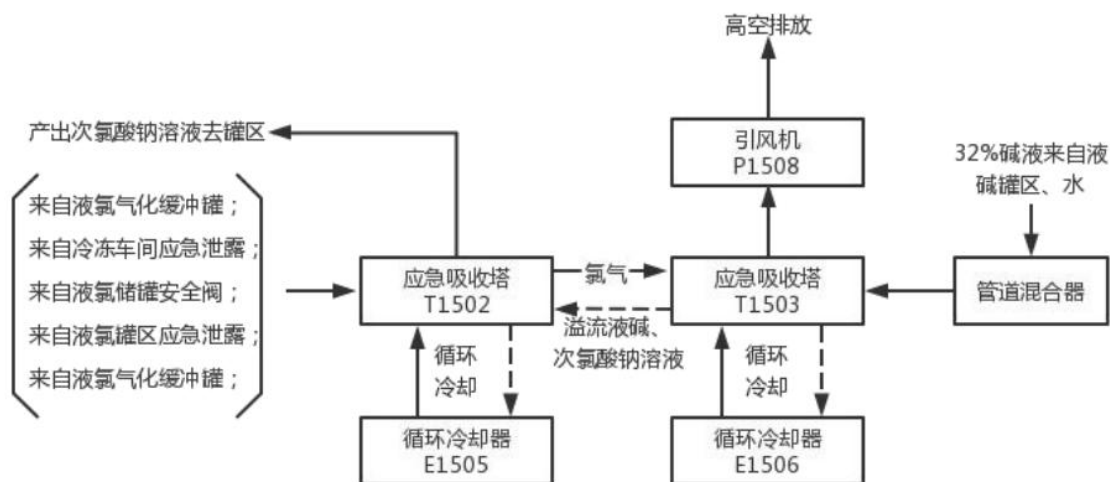 高空排放
产出次氯酸钠溶液去罐区
引风机
P1508
32%碱液来自液
碱罐区、水
来自液氯气化缓冲罐；
来自冷冻车间应急泄露；
来自液氯储罐安全阀；
来自液氯罐区应急泄露；
来自液氯气化缓冲罐；
应急吸收塔
T1502
氯气
应急吸收塔
T1503
管道混合器
溢流液碱、
次氯酸钠溶液
循环
冷却
循环
冷却
循环冷却器
E1505
循环冷却器
E1506